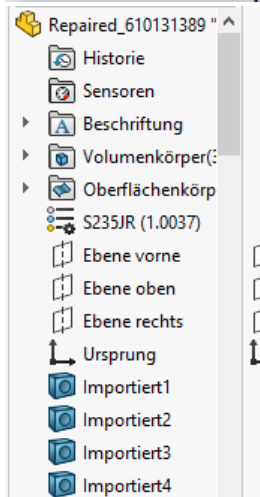 Repaired_610131389 "
Historie
Sensoren
Beschriftung
Volumenkörper(3
Oberflächenkörp
S235JR (1.0037)
Ebene vorne
Ebene oben
Ebene rechts
Ursprung
Importiert1
Importiert2
Importiert3
Importiert4